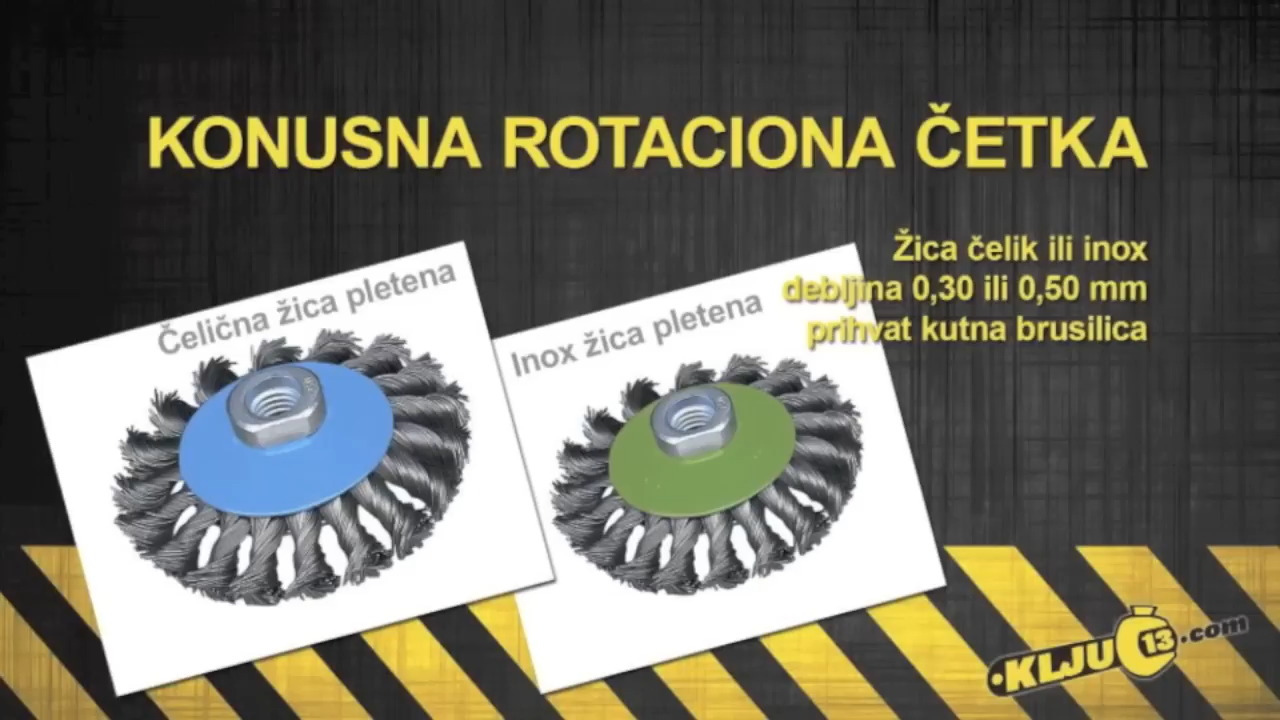 KONUSNA ROTACIONA ČETKA
Žica čelik ili inox
debljina 0,30 ili 0,50 mm
prihvat kutna brusilica
Čelična žica pletena
Inox žica pletena
KLJUC13.com